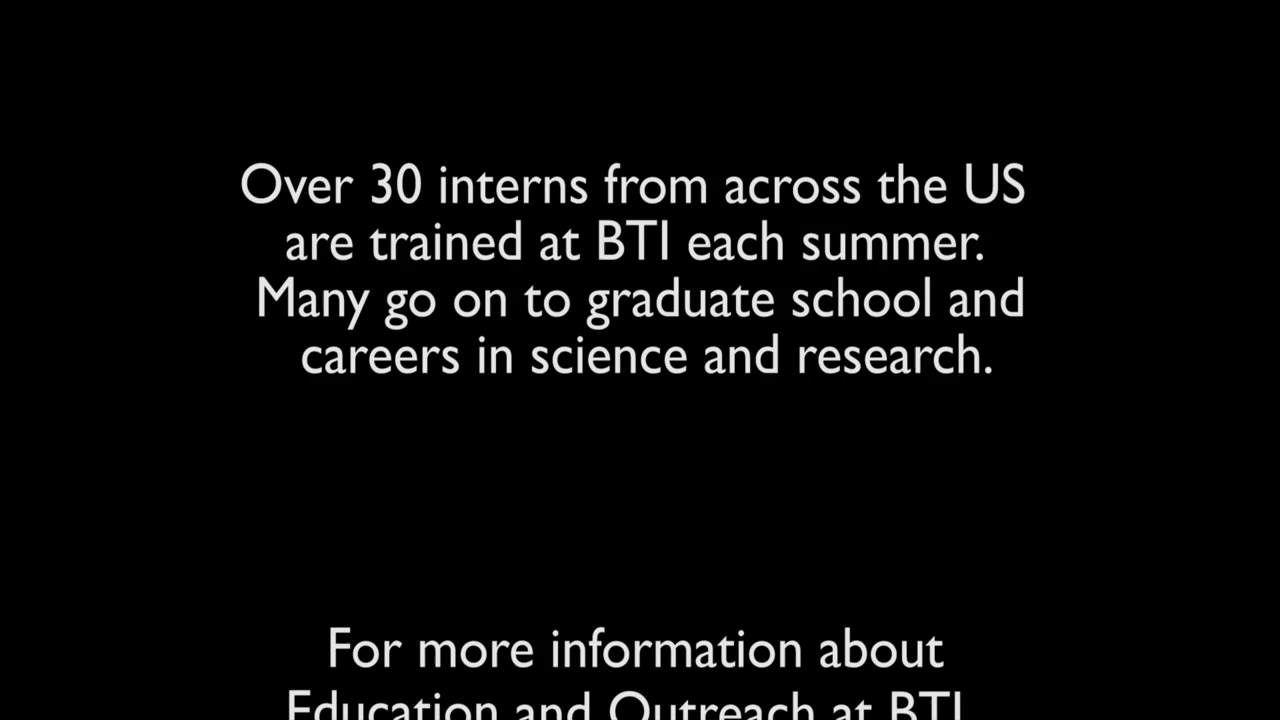 Over 30 interns from across the US
are trained at BTI each summer.
Many go on to graduate school and
careers in science and research.
For more information about
Education and Outreach at BTI